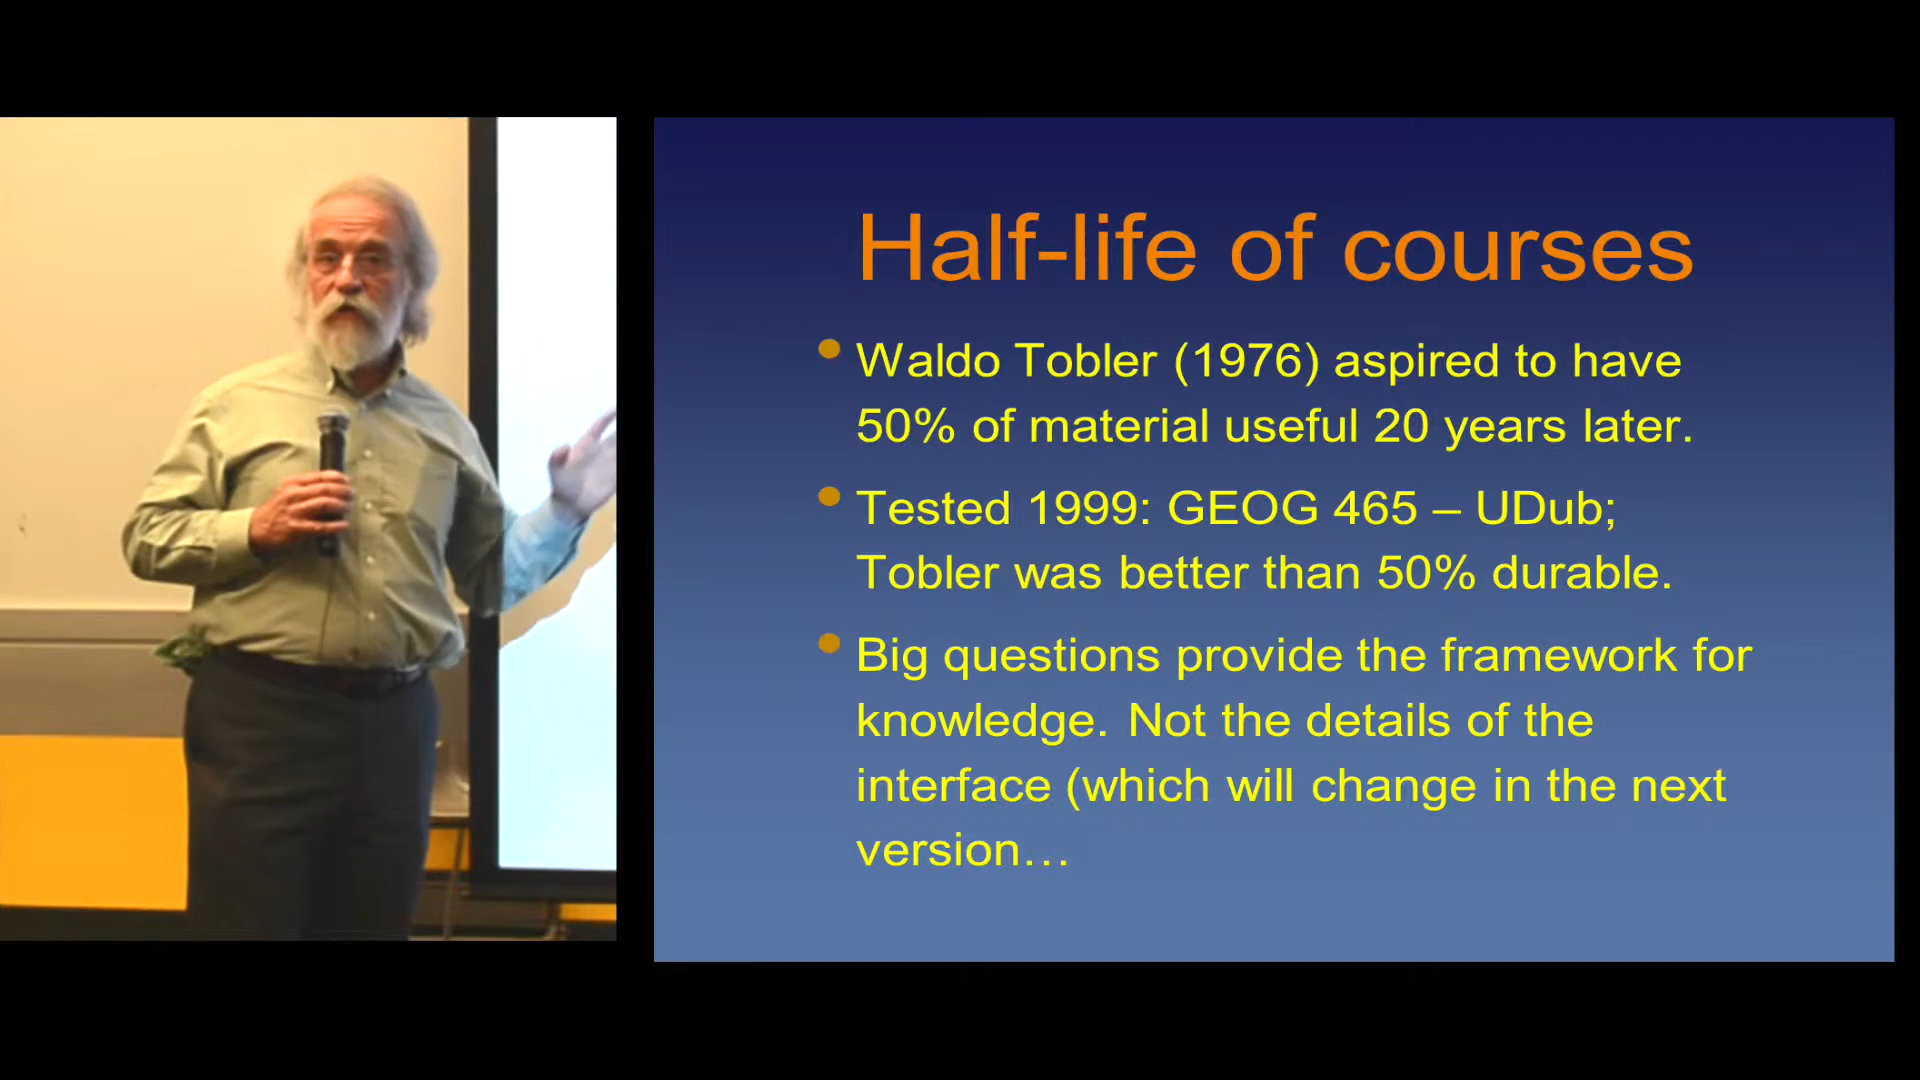 Half-life of courses
Waldo Tobler (1976) aspired to have
50% of material useful 20 years later.
Tested 1999: GEOG 465 – UDub;
Tobler was better than 50% durable.
Big questions provide the framework for
knowledge. Not the details of the
interface (which will change in the next
version…